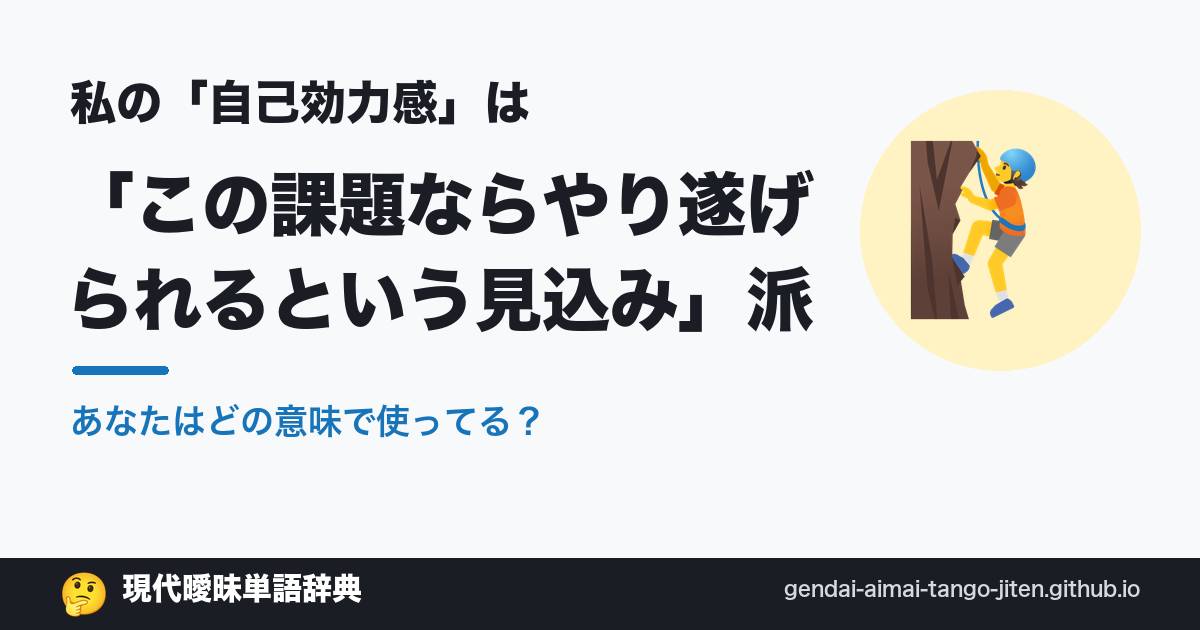 私の「自己効力感」は
「この課題ならやり遂げ
られるという見込み」派
あなたはどの意味で使ってる？
現代曖昧単語辞典
gendai-aimai-tango-jiten.github.io